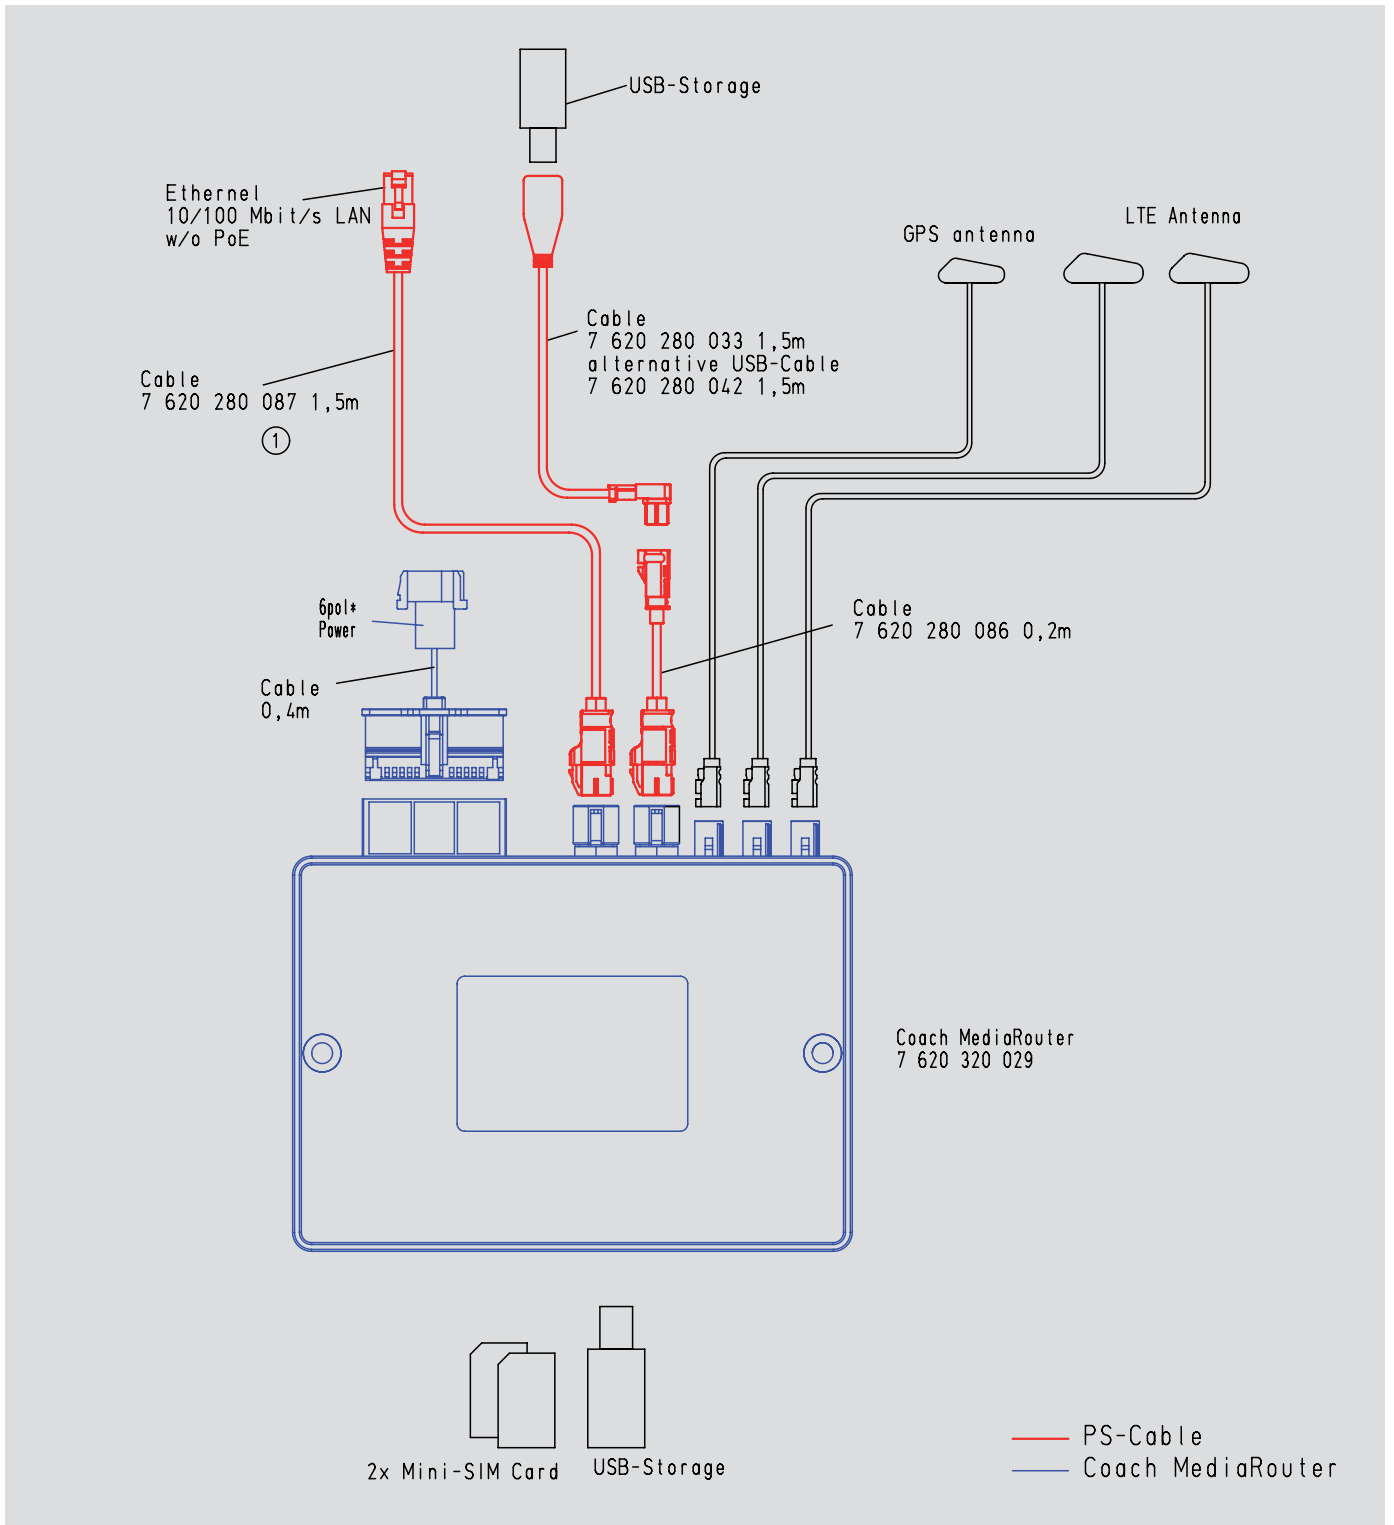 USB-Storage
Ethernel
10/100 Mbit/s LAN
w/o PoE
GPS antenna
LTE Antenna
Cable
7 620 280 033 1,5m
alternative USB-Cable
7 620 280 042 1,5m
Cable
7 620 280 087 1,5m
1
6pol*
Power
Cable
7 620 280 086 0,2m
Cable
0,4m
Coach MediaRouter
7 620 320 029
2x Mini-SIM Card
USB-Storage
PS-Cable
Coach MediaRouter